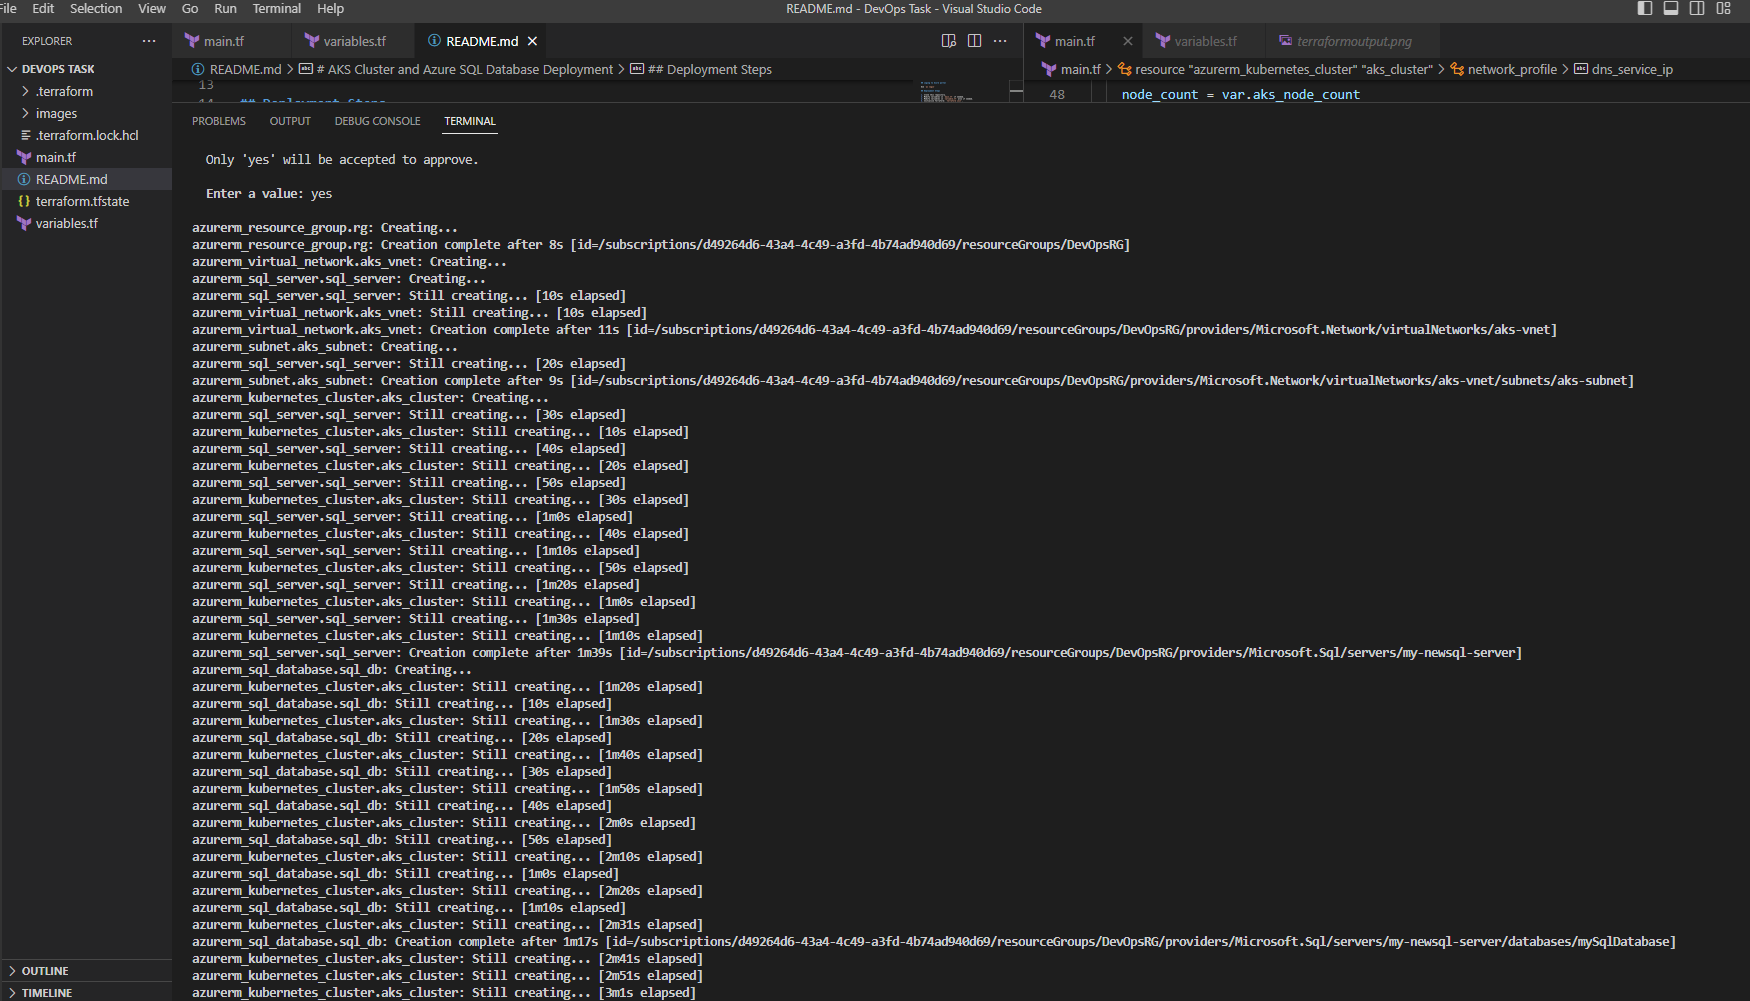 File Edit Selection View Go Run Terminal Help
README.md - DevOps Task - Visual Studio Code
EXPLORER ···
DEVOPS TASK
.terraform
images
.terraform.lock.hcl
main.tf
README.md
terraform.tfstate
variables.tf
OUTLINE
TIMELINE
main.tf variables.tf README.md
README.md > # AKS Cluster and Azure SQL Database Deployment > ## Deployment Steps
13
14 ## Deployment Steps
main.tf variables.tf terraformoutput.png
main.tf > resource "azurerm_kubernetes_cluster" "aks_cluster" > network_profile > dns_service_ip
48 node_count = var.aks_node_count
PROBLEMS OUTPUT DEBUG CONSOLE TERMINAL
Only 'yes' will be accepted to approve.
Enter a value: yes
azurerm_resource_group.rg: Creating...
azurerm_resource_group.rg: Creation complete after 8s [id=/subscriptions/d49264d6-43a4-4c49-a3fd-4b74ad940d69/resourceGroups/DevOpsRG]
azurerm_virtual_network.aks_vnet: Creating...
azurerm_sql_server.sql_server: Creating...
azurerm_sql_server.sql_server: Still creating... [10s elapsed]
azurerm_virtual_network.aks_vnet: Still creating... [10s elapsed]
azurerm_virtual_network.aks_vnet: Creation complete after 11s [id=/subscriptions/d49264d6-43a4-4c49-a3fd-4b74ad940d69/resourceGroups/DevOpsRG/providers/Microsoft.Network/virtualNetworks/aks-vnet]
azurerm_subnet.aks_subnet: Creating...
azurerm_sql_server.sql_server: Still creating... [20s elapsed]
azurerm_subnet.aks_subnet: Creation complete after 9s [id=/subscriptions/d49264d6-43a4-4c49-a3fd-4b74ad940d69/resourceGroups/DevOpsRG/providers/Microsoft.Network/virtualNetworks/aks-vnet/subnets/aks-subnet]
azurerm_kubernetes_cluster.aks_cluster: Creating...
azurerm_sql_server.sql_server: Still creating... [30s elapsed]
azurerm_kubernetes_cluster.aks_cluster: Still creating... [10s elapsed]
azurerm_sql_server.sql_server: Still creating... [40s elapsed]
azurerm_kubernetes_cluster.aks_cluster: Still creating... [20s elapsed]
azurerm_sql_server.sql_server: Still creating... [50s elapsed]
azurerm_kubernetes_cluster.aks_cluster: Still creating... [30s elapsed]
azurerm_sql_server.sql_server: Still creating... [1m0s elapsed]
azurerm_kubernetes_cluster.aks_cluster: Still creating... [40s elapsed]
azurerm_sql_server.sql_server: Still creating... [1m10s elapsed]
azurerm_kubernetes_cluster.aks_cluster: Still creating... [50s elapsed]
azurerm_sql_server.sql_server: Still creating... [1m20s elapsed]
azurerm_kubernetes_cluster.aks_cluster: Still creating... [1m0s elapsed]
azurerm_sql_server.sql_server: Still creating... [1m30s elapsed]
azurerm_kubernetes_cluster.aks_cluster: Still creating... [1m10s elapsed]
azurerm_sql_server.sql_server: Creation complete after 1m39s [id=/subscriptions/d49264d6-43a4-4c49-a3fd-4b74ad940d69/resourceGroups/DevOpsRG/providers/Microsoft.Sql/servers/my-newsql-server]
azurerm_sql_database.sql_db: Creating...
azurerm_kubernetes_cluster.aks_cluster: Still creating... [1m20s elapsed]
azurerm_sql_database.sql_db: Still creating... [10s elapsed]
azurerm_kubernetes_cluster.aks_cluster: Still creating... [1m30s elapsed]
azurerm_sql_database.sql_db: Still creating... [20s elapsed]
azurerm_kubernetes_cluster.aks_cluster: Still creating... [1m40s elapsed]
azurerm_sql_database.sql_db: Still creating... [30s elapsed]
azurerm_kubernetes_cluster.aks_cluster: Still creating... [1m50s elapsed]
azurerm_sql_database.sql_db: Still creating... [40s elapsed]
azurerm_kubernetes_cluster.aks_cluster: Still creating... [2m0s elapsed]
azurerm_sql_database.sql_db: Still creating... [50s elapsed]
azurerm_kubernetes_cluster.aks_cluster: Still creating... [2m10s elapsed]
azurerm_sql_database.sql_db: Still creating... [1m0s elapsed]
azurerm_kubernetes_cluster.aks_cluster: Still creating... [2m20s elapsed]
azurerm_sql_database.sql_db: Still creating... [1m10s elapsed]
azurerm_kubernetes_cluster.aks_cluster: Still creating... [2m31s elapsed]
azurerm_sql_database.sql_db: Creation complete after 1m17s [id=/subscriptions/d49264d6-43a4-4c49-a3fd-4b74ad940d69/resourceGroups/DevOpsRG/providers/Microsoft.Sql/servers/my-newsql-server/databases/mySqlDatabase]
azurerm_kubernetes_cluster.aks_cluster: Still creating... [2m41s elapsed]
azurerm_kubernetes_cluster.aks_cluster: Still creating... [2m51s elapsed]
azurerm_kubernetes_cluster.aks_cluster: Still creating... [3m1s elapsed]